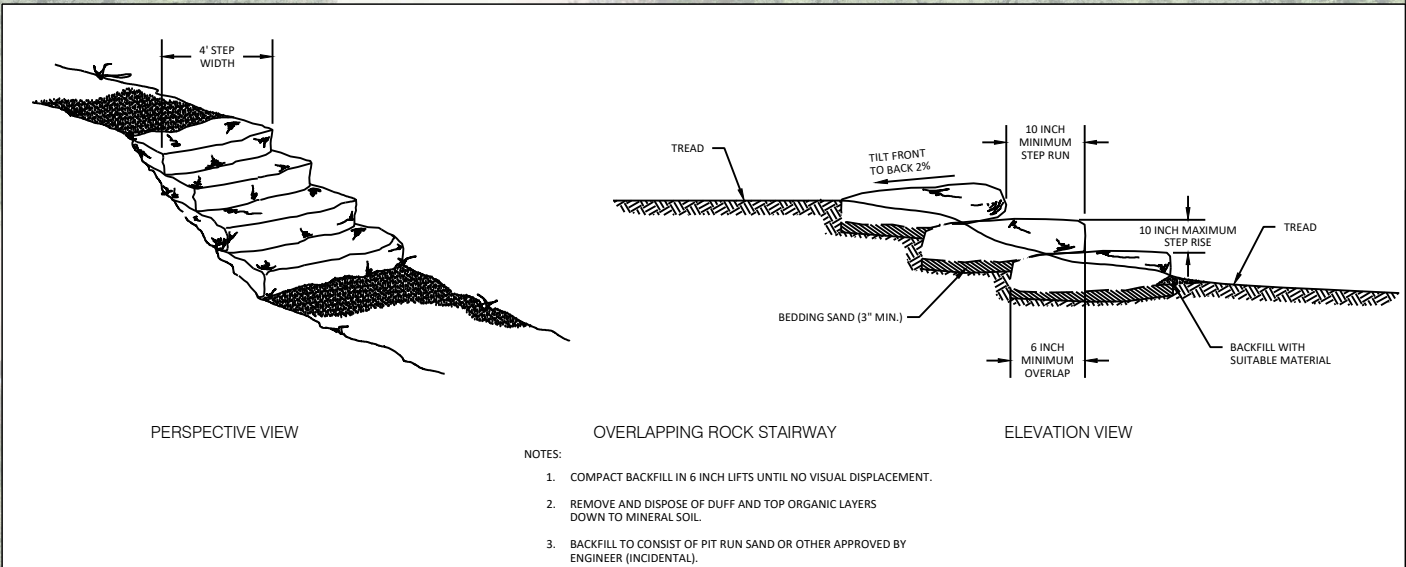 4' STEP
WIDTH
TREAD
TILT FRONT
TO BACK 2%
10 INCH
MINIMUM
STEP RUN
10 INCH MAXIMUM
STEP RISE
TREAD
BEDDING SAND (3" MIN.)
6 INCH
MINIMUM
OVERLAP
BACKFILL WITH
SUITABLE MATERIAL
PERSPECTIVE VIEW
OVERLAPPING ROCK STAIRWAY
ELEVATION VIEW
NOTES:
1. COMPACT BACKFILL IN 6 INCH LIFTS UNTIL NO VISUAL DISPLACEMENT.
2. REMOVE AND DISPOSE OF DUFF AND TOP ORGANIC LAYERS
DOWN TO MINERAL SOIL.
3. BACKFILL TO CONSIST OF PIT RUN SAND OR OTHER APPROVED BY
ENGINEER (INCIDENTAL).